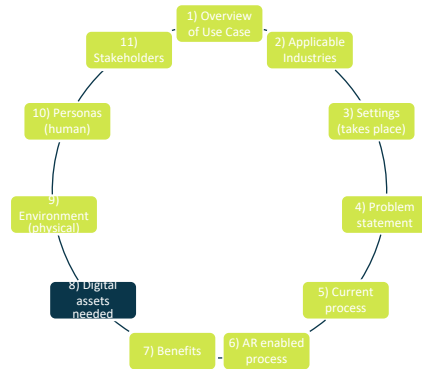 1) Overview
of Use Case
2) Applicable
Industries
3) Settings
(takes place)
4) Problem
statement
5) Current
process
6) AR enabled
process
7) Benefits
8) Digital
assets
needed
9)
Environment
(physical)
10) Personas
(human)
11)
Stakeholders